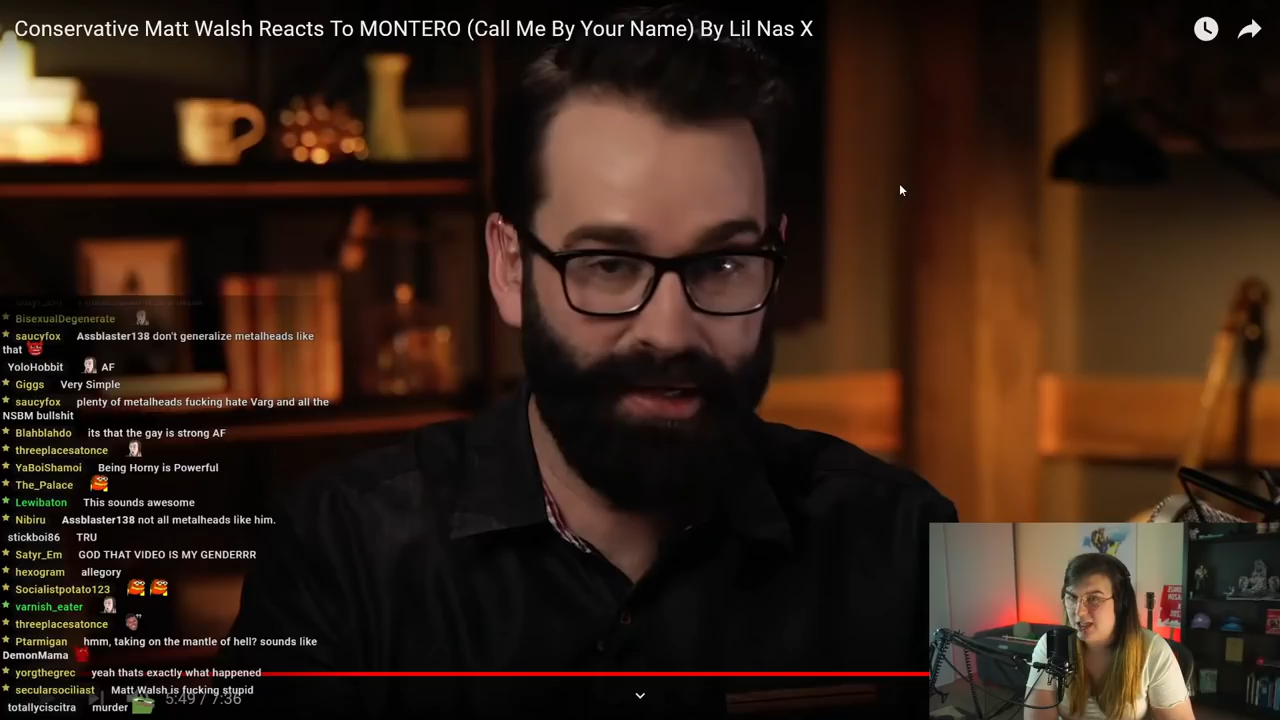 Conservative Matt Walsh Reacts To MONTERO (Call Me By Your Name) By Lil Nas X
BisexualDegenerate
saucyfox Assblaster138 don't generalize metalheads like
that
YoloHobbit AF
Giggs Very Simple
saucyfox plenty of metalheads fucking hate Varg and all the
NSBM bullshit
Blahblahdo its that the gay is strong AF
threeplacesatonce
YaBoiShamoi Being Horny is Powerful
The_Palace
Lewibaton This sounds awesome
Nibiru Assblaster138 not all metalheads like him.
stickboi86 TRU
Satyr_Em GOD THAT VIDEO IS MY GENDERRR
hexogram allegory
Socialistpotato123
varnish_eater
threeplacesatonce
Ptarmigan hmm, taking on the mantle of hell? sounds like
DemonMama
yorgthegrec yeah thats exactly what happened
secularsociliast Matt Walsh is fucking stupid
totallyciscitra murder
5:49 / 7:36